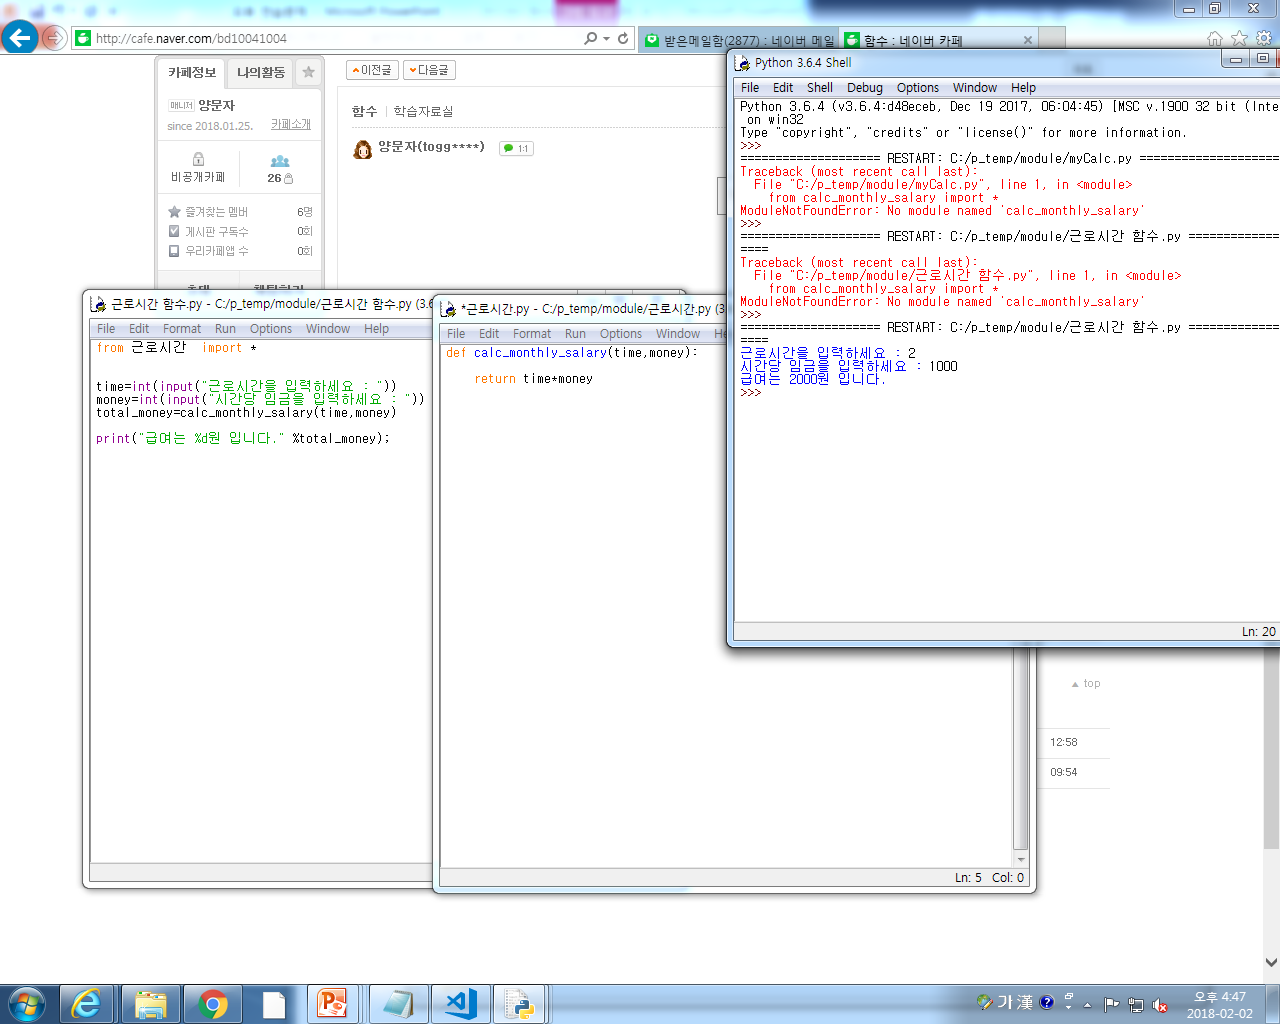 http://cafe.naver.com/bd10041004
받은메일함(2877) : 네이버 메일
함수 : 네이버 카페
카페정보
나의활동
매니저 양문자
since 2018.01.25.
카페소개
비공개카페
26
즐겨찾는 멤버 6명
게시판 구독수 0회
우리카페앱 수 0회
이전글
다음글
함수 | 학습자료실
양문자(togg****)
1:1
top
12:58
09:54
근로시간 함수.py - C:/p_temp/module/근로시간 함수.py (3.6
File Edit Format Run Options Window Help
from 근로시간 import *
time=int(input("근로시간을 입력하세요 : "))
money=int(input("시간당 임금을 입력하세요 : "))
total_money=calc_monthly_salary(time,money)
print("급여는 %d원 입니다." %total_money);
*근로시간.py - C:/p_temp/module/근로시간.py (3
File Edit Format Run Options Window He
def calc_monthly_salary(time,money):
return time*money
Ln: 5 Col: 0
Python 3.6.4 Shell
File Edit Shell Debug Options Window Help
Python 3.6.4 (v3.6.4:d48eceb, Dec 19 2017, 06:04:45) [MSC v.1900 32 bit (Inte
on win32
Type "copyright", "credits" or "license()" for more information.
>>>
==================== RESTART: C:/p_temp/module/myCalc.py ====================
Traceback (most recent call last):
File "C:/p_temp/module/myCalc.py", line 1, in <module>
from calc_monthly_salary import *
ModuleNotFoundError: No module named 'calc_monthly_salary'
>>>
==================== RESTART: C:/p_temp/module/근로시간 함수.py =============
====
Traceback (most recent call last):
File "C:/p_temp/module/근로시간 함수.py", line 1, in <module>
from calc_monthly_salary import *
ModuleNotFoundError: No module named 'calc_monthly_salary'
>>>
==================== RESTART: C:/p_temp/module/근로시간 함수.py =============
====
근로시간을 입력하세요 : 2
시간당 임금을 입력하세요 : 1000
급여는 2000원 입니다.
>>>
Ln: 20
가 漢
오후 4:47
2018-02-02